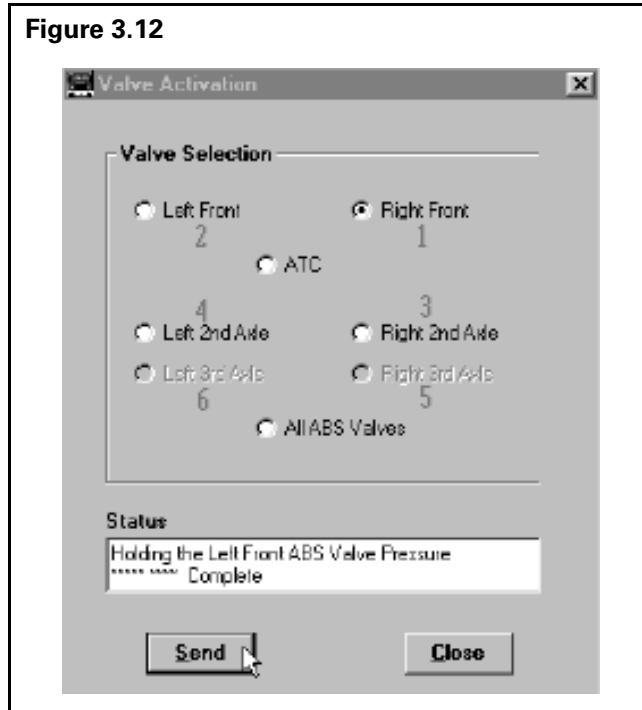 Figure 3.12
Valve Activation
Valve Selection
Left Front
Right Front
2
1
ATC
4
3
Left 2nd Axle
Right 2nd Axle
Left 3rd Axle
Right 3rd Axle
6
5
All ABS Valves
Status
Holding the Left Front ABS Valve Pressure
***** **** Complete
Send
Close